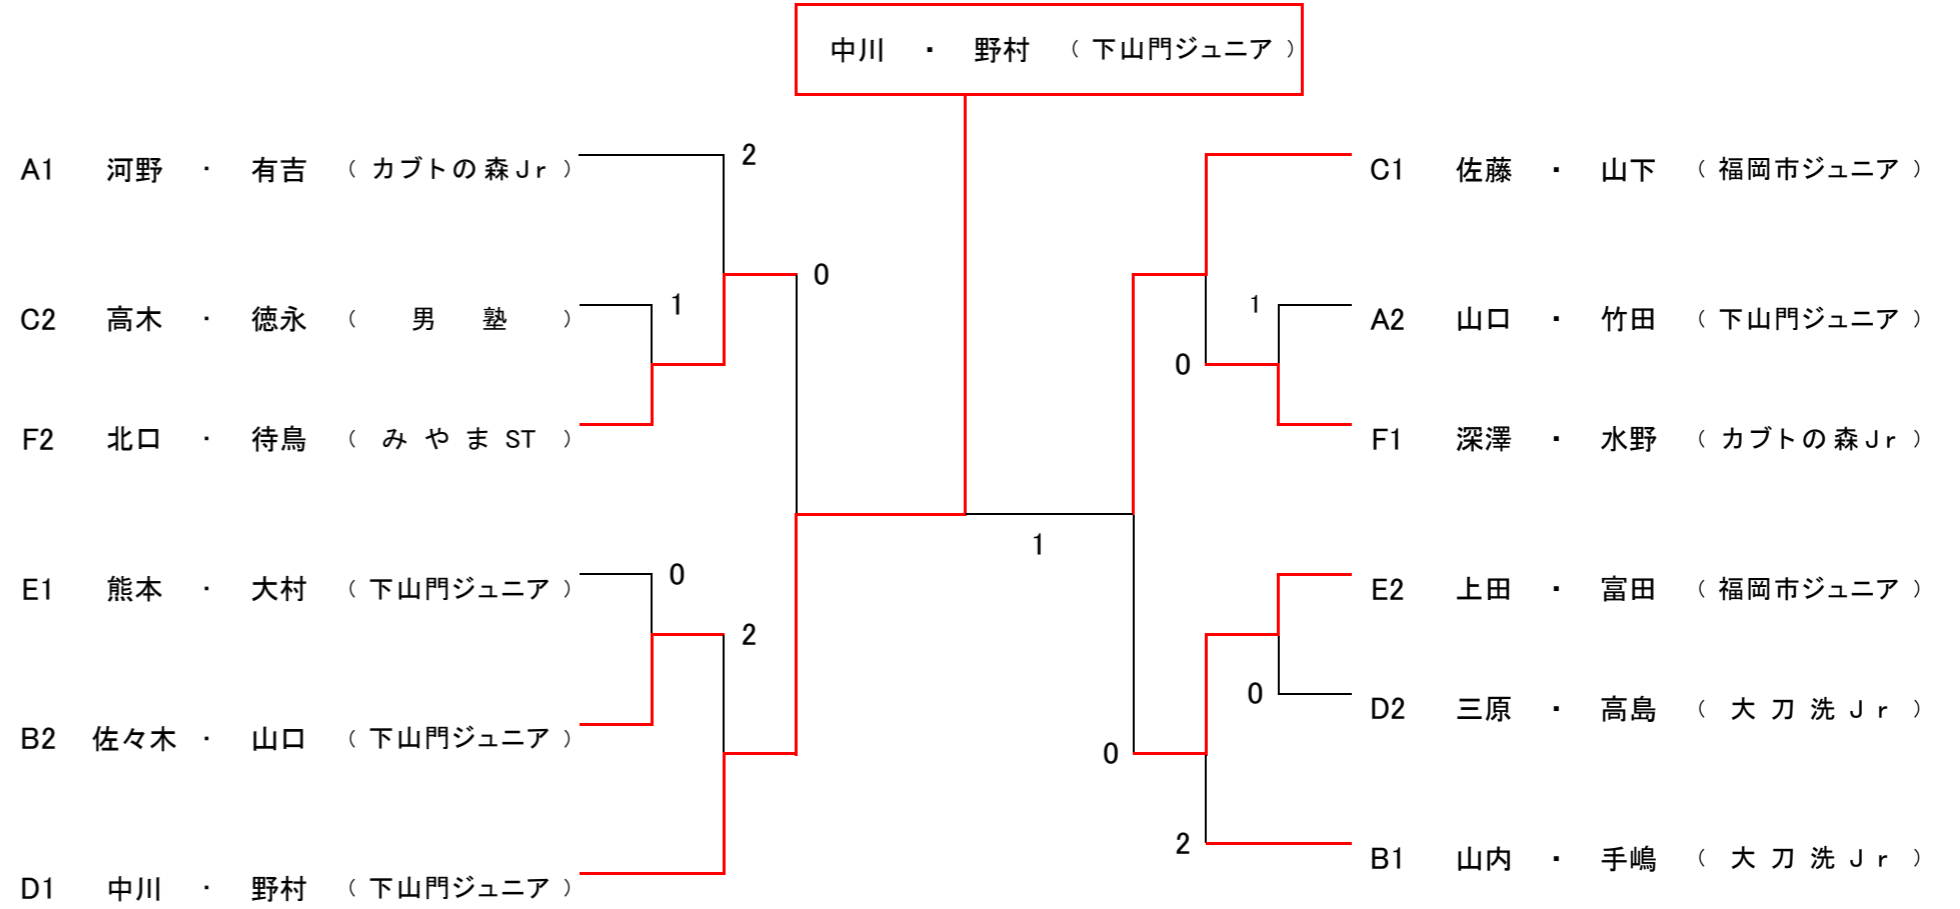 中川 ・ 野村 （ 下山門ジュニア ）
A1 河野 ・ 有吉 （ カブトの森Jr ） 2
C1 佐藤 ・ 山下 （ 福岡市ジュニア ）
0
C2 高木 ・ 徳永 （ 男 塾 ） 1
1 A2 山口 ・ 竹田 （ 下山門ジュニア ）
0
F2 北口 ・ 待鳥 （ みやまST ）
F1 深澤 ・ 水野 （ カブトの森Jr ）
1
E1 熊本 ・ 大村 （ 下山門ジュニア ） 0
E2 上田 ・ 富田 （ 福岡市ジュニア ）
2
0 D2 三原 ・ 高島 （ 大刀洗Jr ）
B2 佐々木 ・ 山口 （ 下山門ジュニア ）
0
2 B1 山内 ・ 手嶋 （ 大刀洗Jr ）
D1 中川 ・ 野村 （ 下山門ジュニア ）